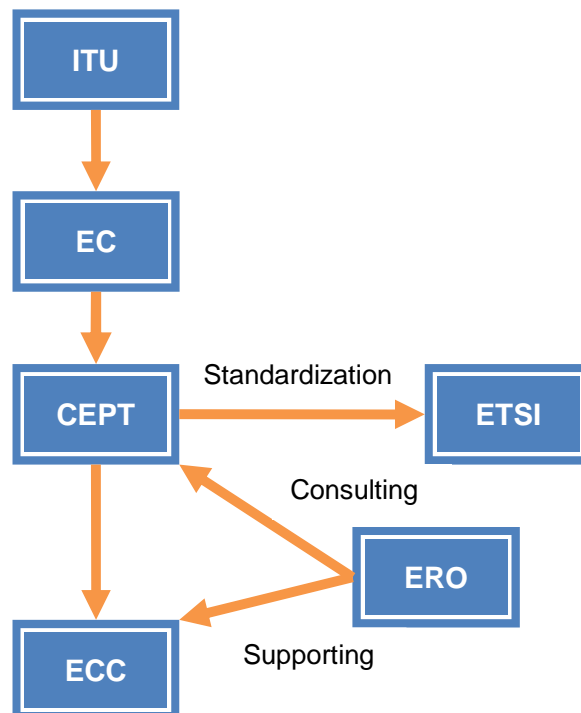 ITU
EC
Standardization
CEPT
ETSI
Consulting
ERO
Supporting
ECC